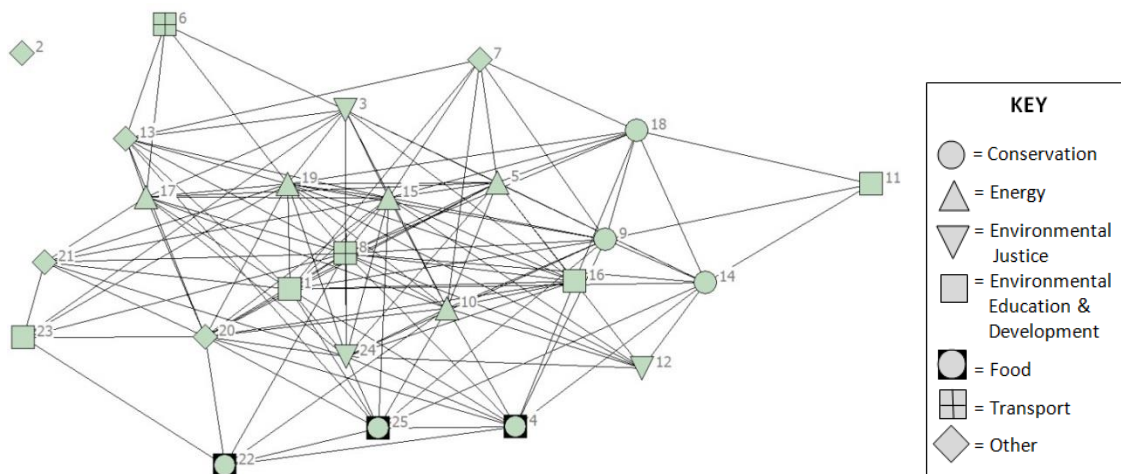 6
2
7
3
KEY
13
18
= Conservation
19
5
17
15
11
= Energy
= Environmental
Justice
9
8
21
16
14
1
= Environmental
Education &
Development
10
23
20
24
12
= Food
25
4
= Transport
22
= Other